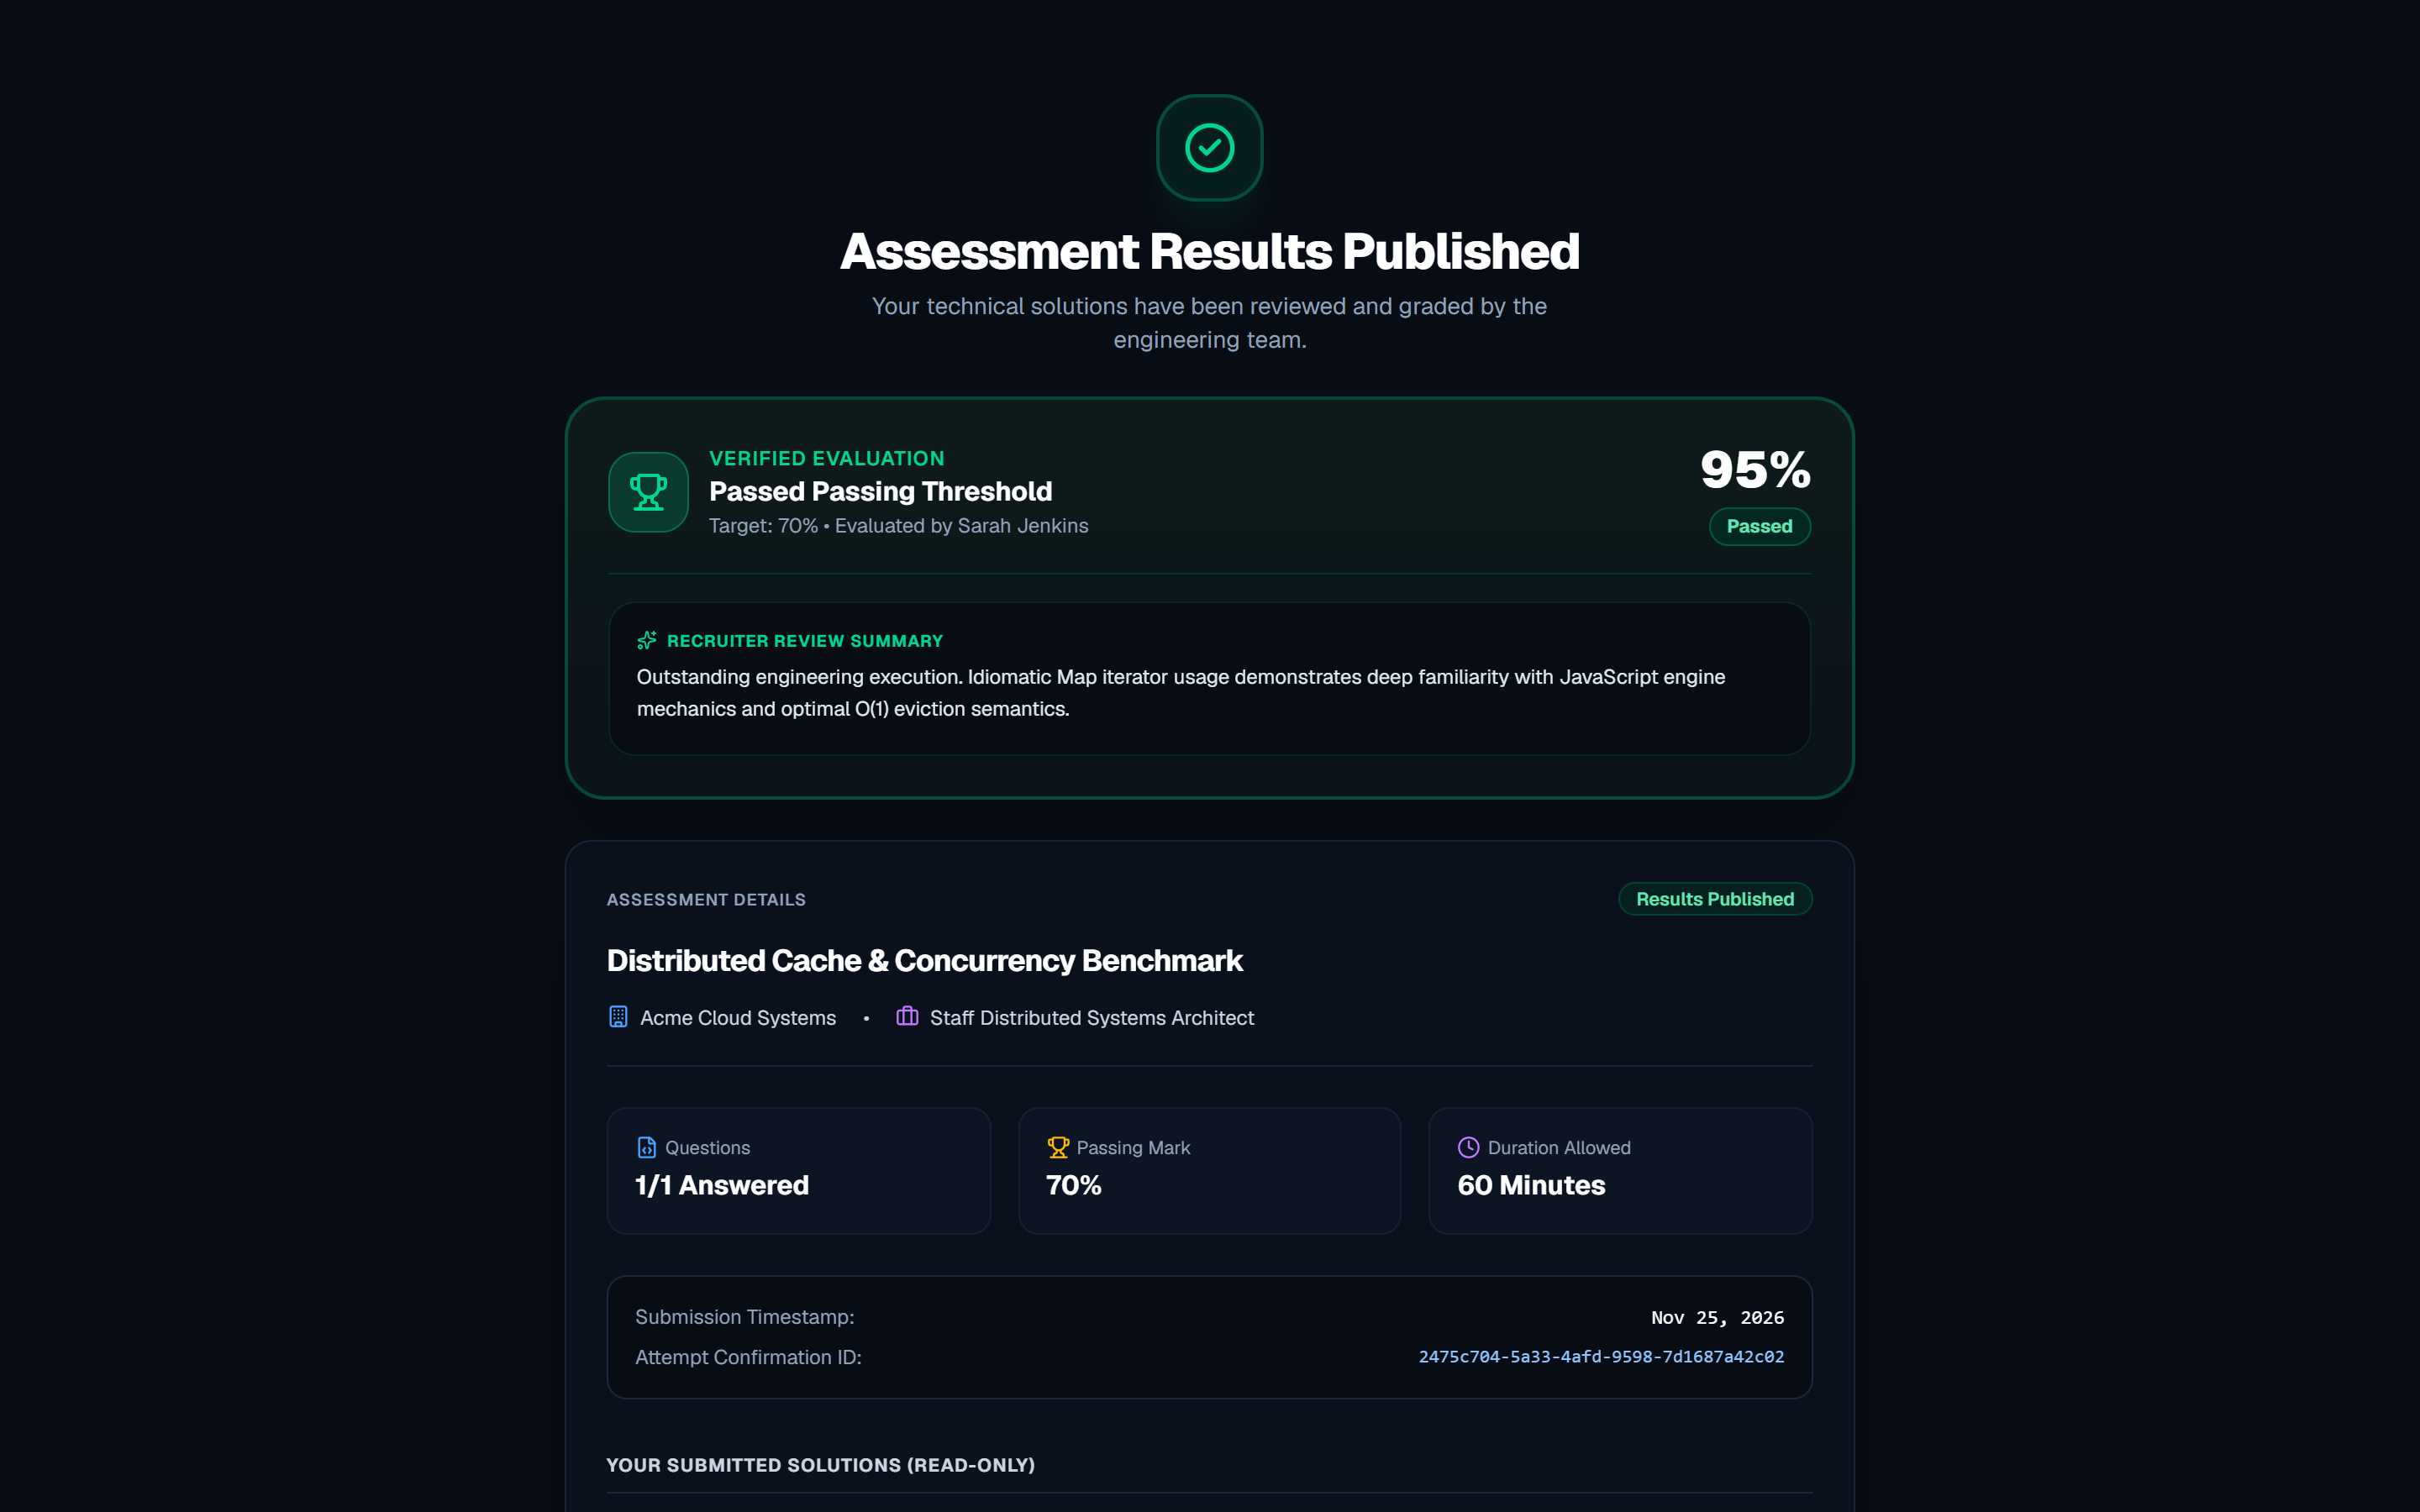 Assessment Results Published
Your technical solutions have been reviewed and graded by the
engineering team.
VERIFIED EVALUATION
Passed Passing Threshold
Target: 70% • Evaluated by Sarah Jenkins
95%
Passed
RECRUITER REVIEW SUMMARY
Outstanding engineering execution. Idiomatic Map iterator usage demonstrates deep familiarity with JavaScript engine
mechanics and optimal O(1) eviction semantics.
ASSESSMENT DETAILS
Results Published
Distributed Cache & Concurrency Benchmark
Acme Cloud Systems • Staff Distributed Systems Architect
Questions
1/1 Answered
Passing Mark
70%
Duration Allowed
60 Minutes
Submission Timestamp: Nov 25, 2026
Attempt Confirmation ID: 2475c704-5a33-4afd-9598-7d1687a42c02
YOUR SUBMITTED SOLUTIONS (READ-ONLY)